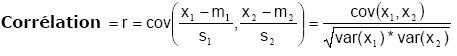 Corrélation = r = cov( (x₁ − m₁)/s₁ , (x₂ − m₂)/s₂ ) = cov(x₁, x₂) / √(var(x₁) * var(x₂))